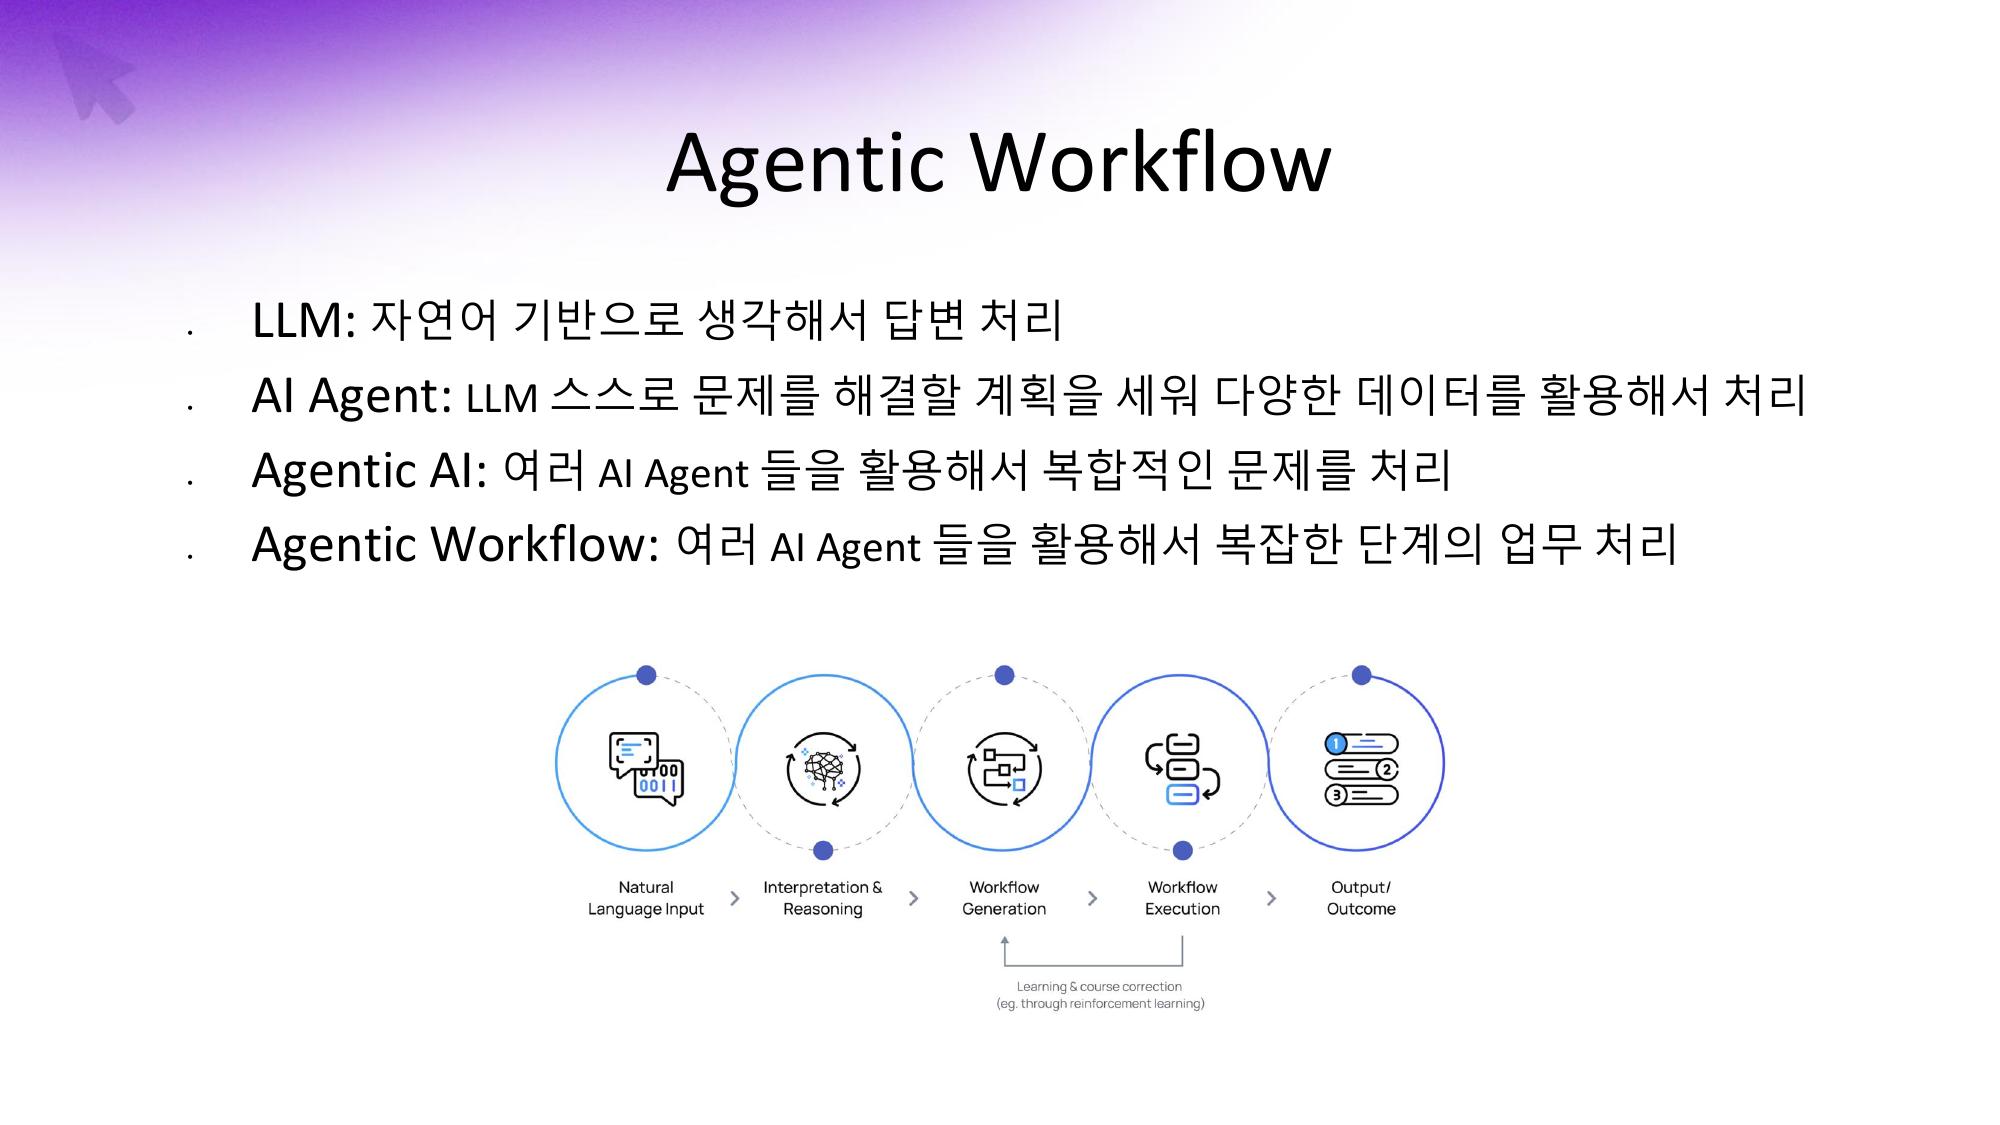 Agentic Workflow
. LLM: 자연어 기반으로 생각해서 답변 처리
. AI Agent: LLM 스스로 문제를 해결할 계획을 세워 다양한 데이터를 활용해서 처리
. Agentic AI: 여러 AI Agent 들을 활용해서 복합적인 문제를 처리
. Agentic Workflow: 여러 AI Agent 들을 활용해서 복잡한 단계의 업무 처리
0100
0011
1
2
3
Natural
Language Input
Interpretation &
Reasoning
Workflow
Generation
Workflow
Execution
Output/
Outcome
Learning & course correction
(eg. through reinforcement learning)